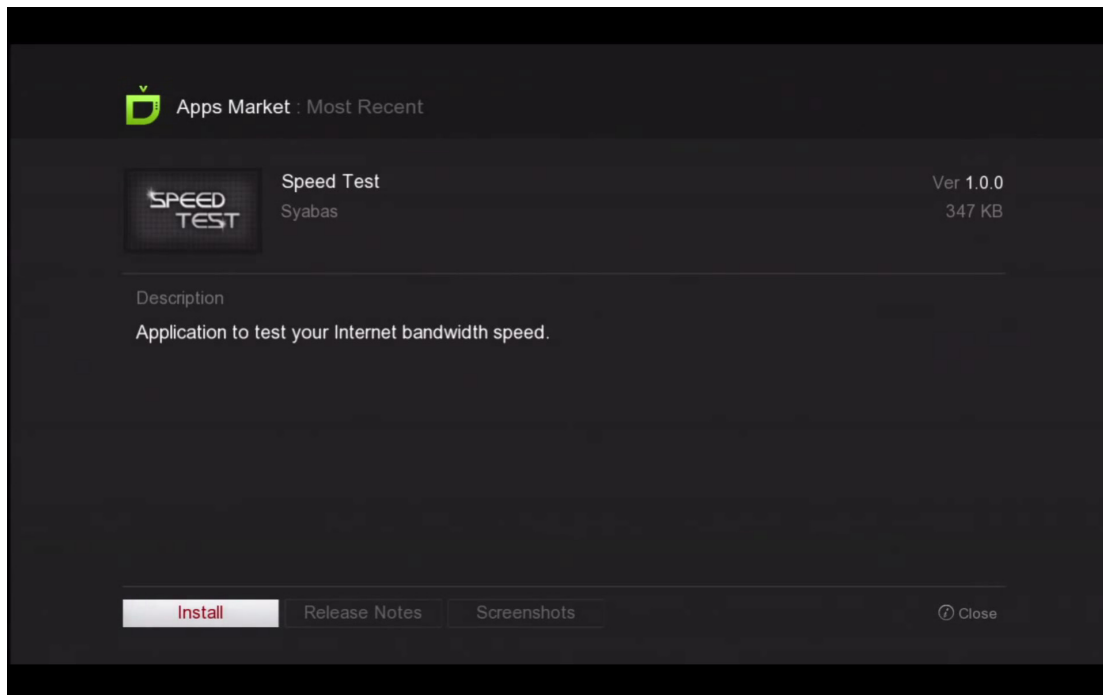 Apps Market : Most Recent
SPEED
TEST
Speed Test
Ver 1.0.0
Syabas
347 KB
Description
Application to test your Internet bandwidth speed.
Install
Release Notes
Screenshots
i Close